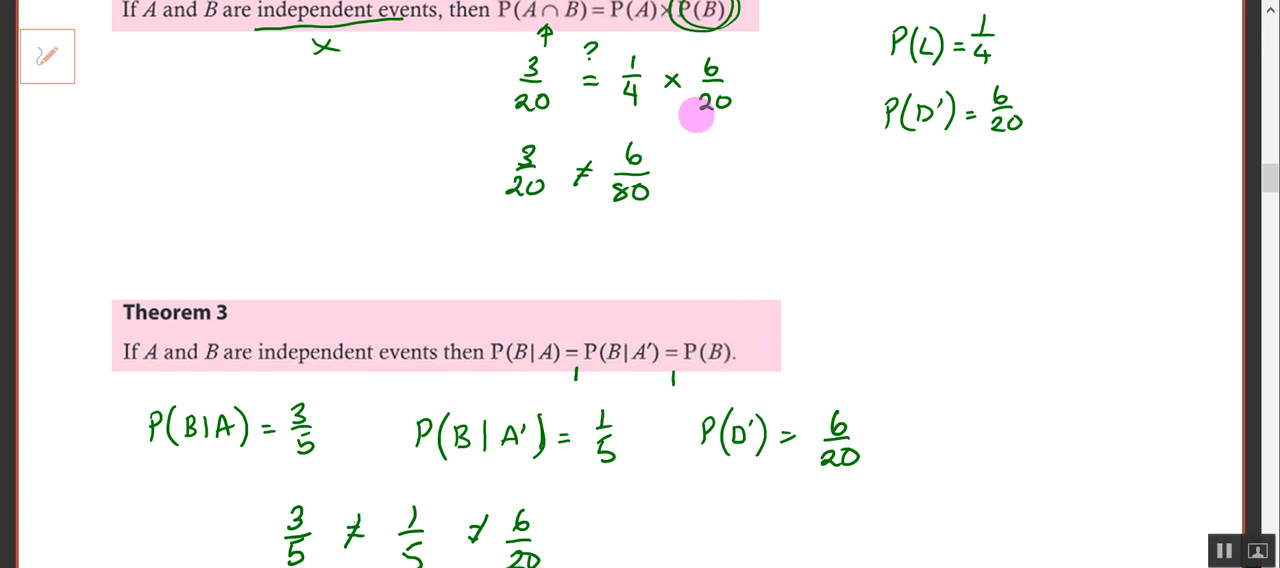 If A and B are independent events, then P(A ∩ B) = P(A) × P(B)
×
3/20 ?= 1/4 × 6/20
P(L) = 1/4
P(D') = 6/20
3/20 ≠ 6/80
Theorem 3
If A and B are independent events then P(B|A) = P(B|A′) = P(B).
P(B|A) = 3/5 P(B|A') = 1/5 P(D') = 6/20
3/5 ≠ 1/5 ≠ 6/20